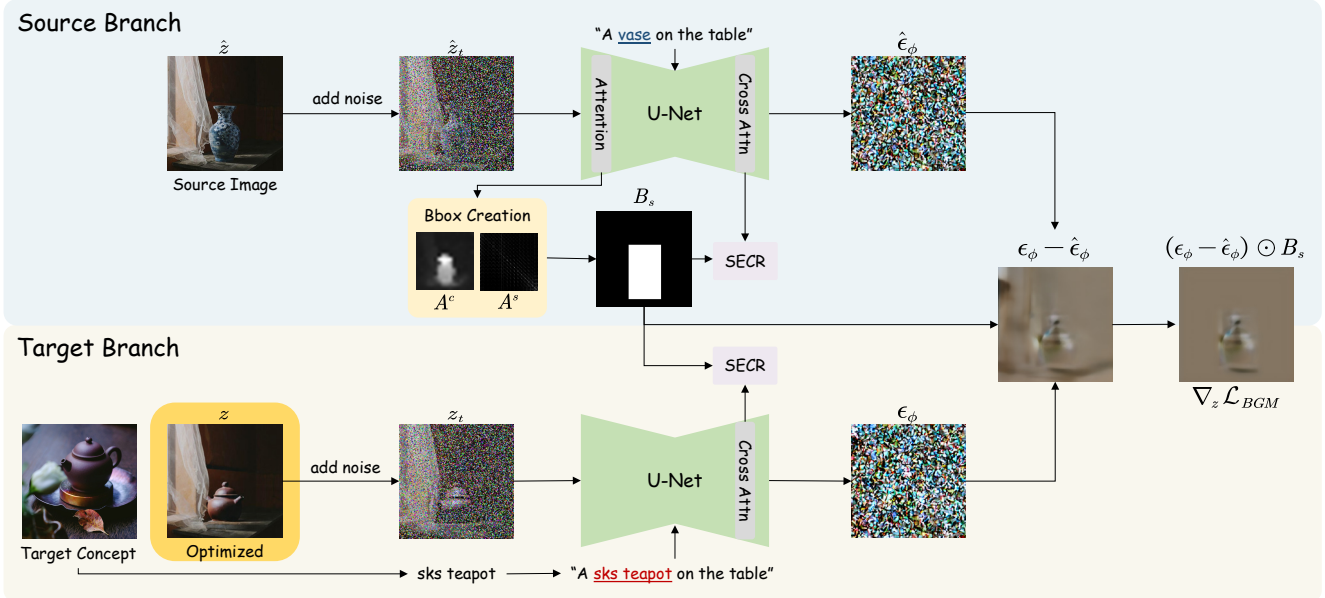 Source Branch
ẑ
ẑ_t
"A vase on the table"
ϵ̂_ϕ
add noise
Attention
U-Net
Cross Attn
Source Image
Bbox Creation
B_s
SECR
A^c
A^s
ϵ_ϕ − ϵ̂_ϕ
(ϵ_ϕ − ϵ̂_ϕ) ⊙ B_s
∇_z ℒ_BGM
Target Branch
SECR
z
z_t
ϵ_ϕ
add noise
U-Net
Cross Attn
Target Concept
Optimized
sks teapot
"A sks teapot on the table"